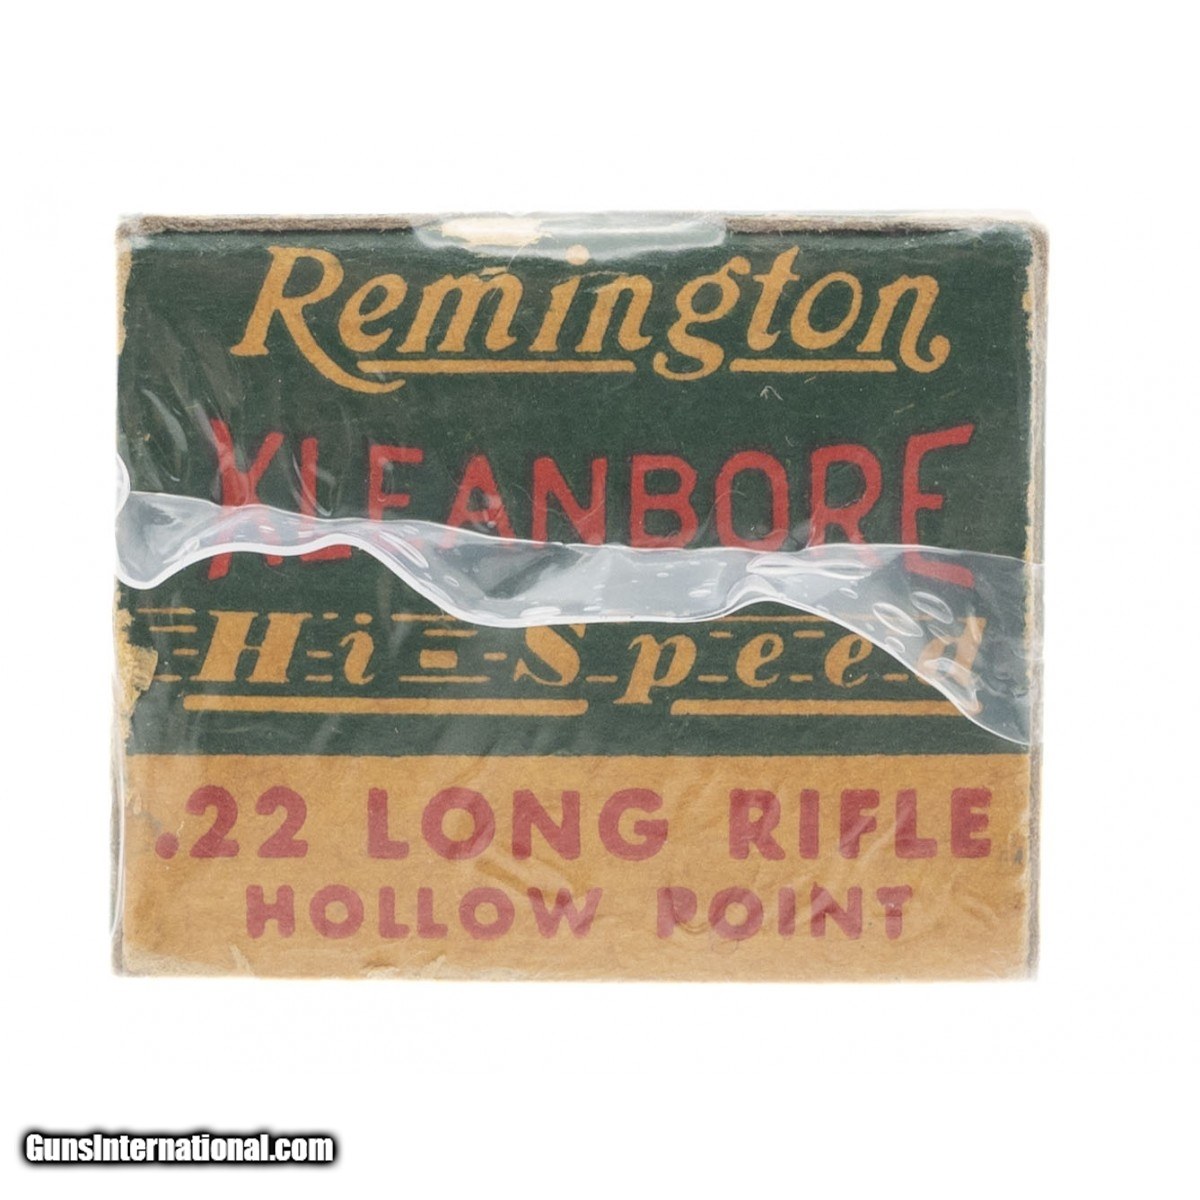 Remington
KLEANBORE
Hi-Speed
.22 LONG RIFLE
HOLLOW POINT
GunsInternational.com